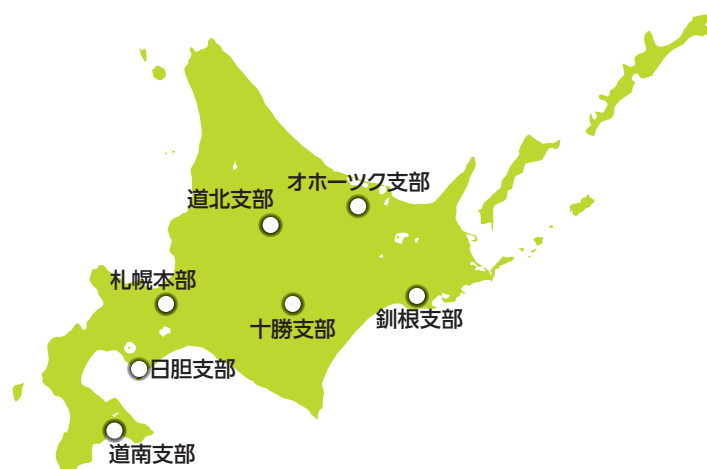 オホーツク支部
道北支部
札幌本部
十勝支部
釧根支部
日胆支部
道南支部